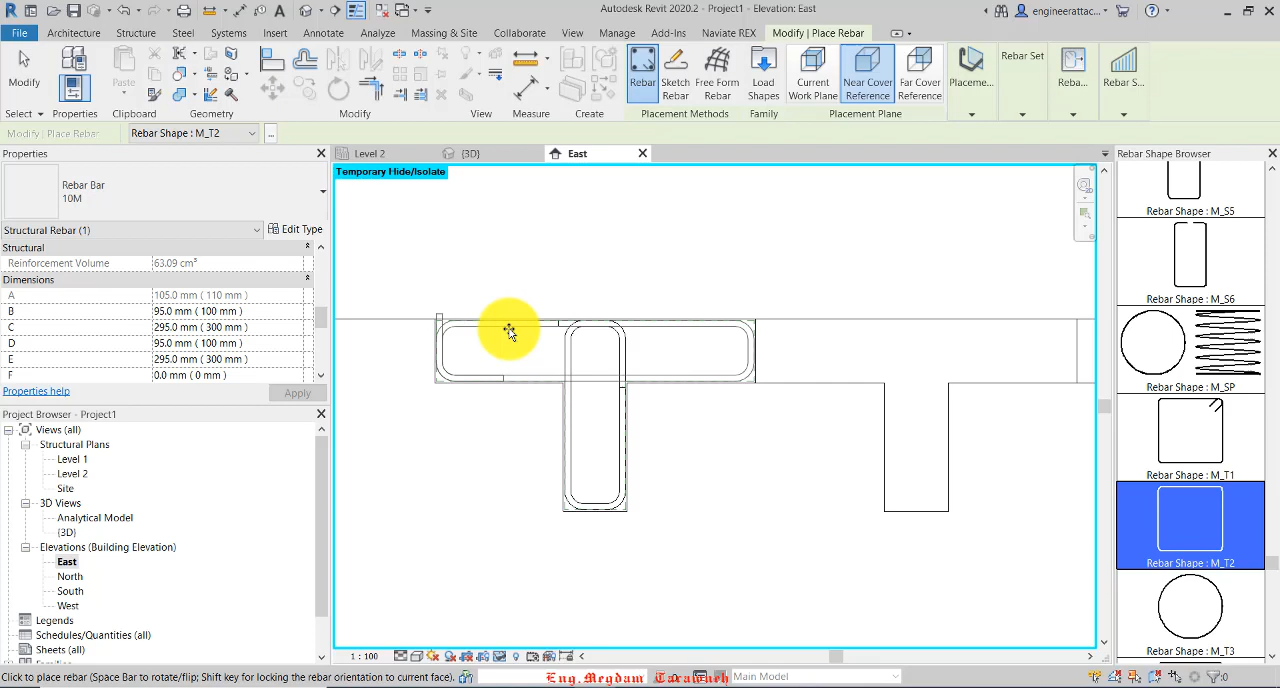 Autodesk Revit 2020.2 - Project1 - Elevation: East
engineerattac...
File Architecture Structure Steel Systems Insert Annotate Analyze Massing & Site Collaborate View Manage Add-Ins Naviate REX Modify | Place Rebar
Modify
Paste
Rebar
Sketch Rebar
Free Form Rebar
Load Shapes
Current Work Plane
Near Cover Reference
Far Cover Reference
Placeme...
Rebar Set
Reba...
Rebar S...
Select Properties Clipboard Geometry Modify View Measure Create Placement Methods Family Placement Plane
Modify | Place Rebar
Rebar Shape : M_T2
...
Properties
Rebar Bar
10M
Structural Rebar (1)
Edit Type
Structural
Reinforcement Volume 63.09 cm³
Dimensions
A 105.0 mm ( 110 mm )
B 95.0 mm ( 100 mm )
C 295.0 mm ( 300 mm )
D 95.0 mm ( 100 mm )
E 295.0 mm ( 300 mm )
F 0.0 mm ( 0 mm )
Properties help
Apply
Project Browser - Project1
Views (all)
Structural Plans
Level 1
Level 2
Site
3D Views
Analytical Model
{3D}
Elevations (Building Elevation)
East
North
South
West
Legends
Schedules/Quantities (all)
Sheets (all)
Level 2
{3D}
East
Temporary Hide/Isolate
1 : 100
Rebar Shape Browser
Rebar Shape : M_S5
Rebar Shape : M_S6
Rebar Shape : M_SP
Rebar Shape : M_T1
Rebar Shape : M_T2
Rebar Shape : M_T3
Click to place rebar (Space Bar to rotate/flip; Shift key for locking the rebar orientation to cover/face).
Eng.Meqdam Tarawneh
Main Model
:0